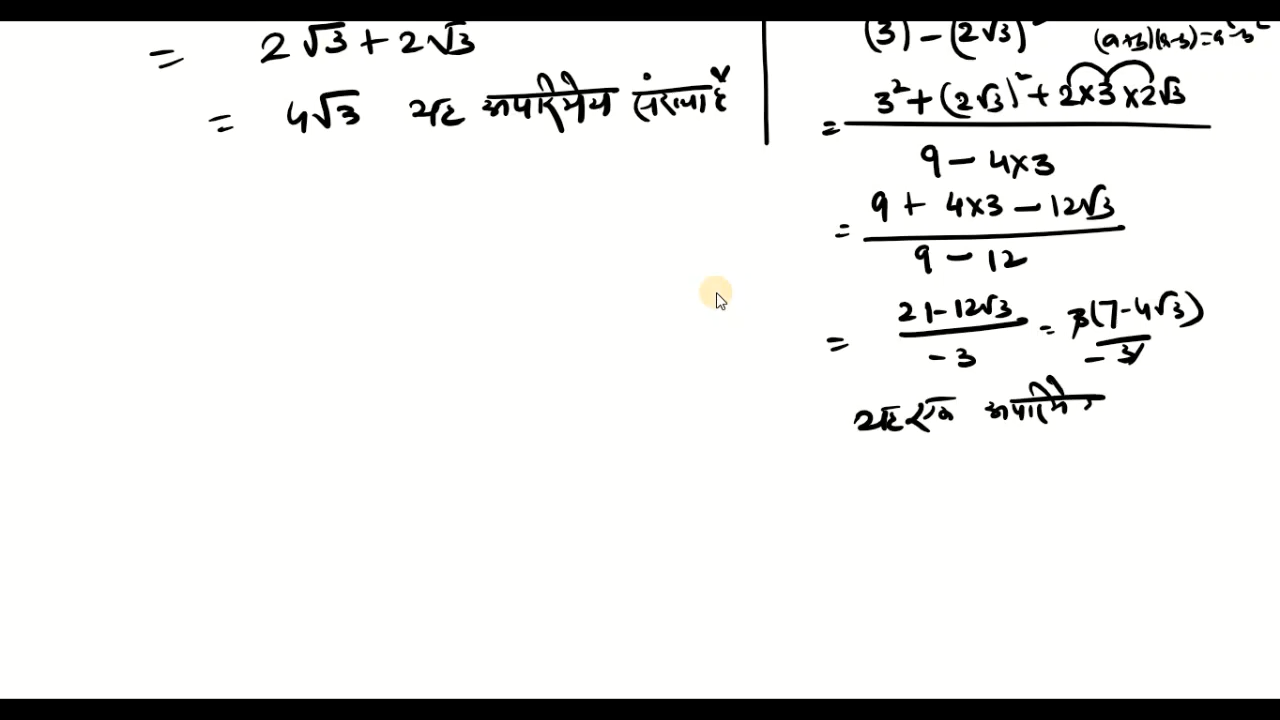 = 2√3 + 2√3
= 4√3 यह अपरिमेय संख्या है
(3) - (2√3)² (a+b)(a-b)=a²-b²
= 3² + (2√3)² + 2×3×2√3 / 9 - 4×3
= 9 + 4×3 - 12√3 / 9 - 12
= 21 - 12√3 / -3 = 3(7-4√3) / -3
यह एक अपरिमे